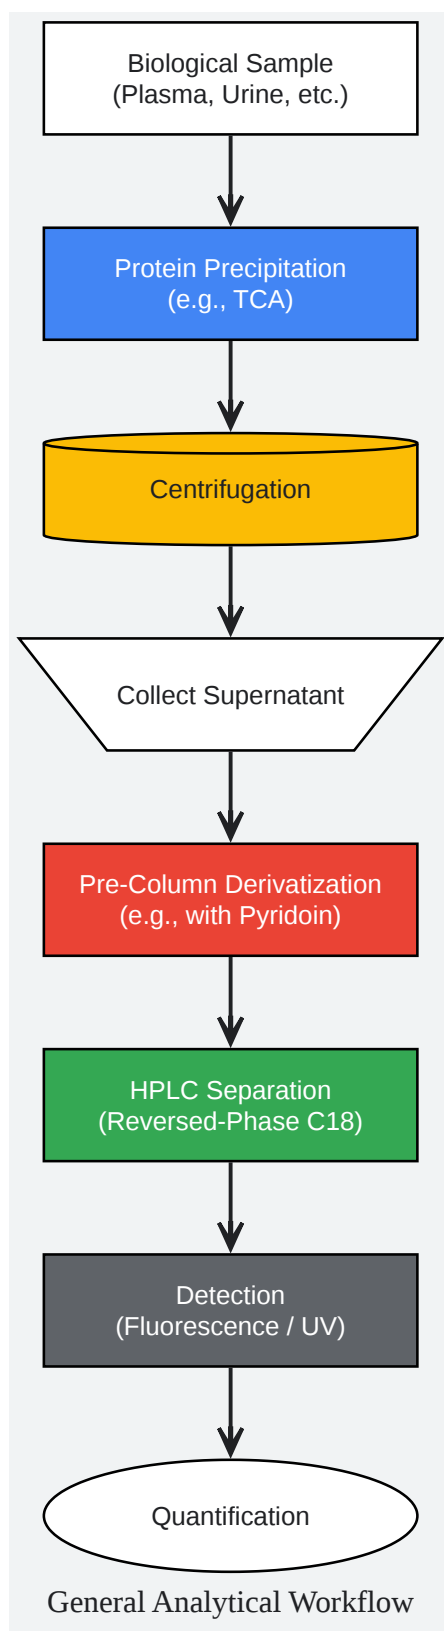 Biological Sample
(Plasma, Urine, etc.)
Protein Precipitation
(e.g., TCA)
Centrifugation
Collect Supernatant
Pre-Column Derivatization
(e.g., with Pyridoin)
HPLC Separation
(Reversed-Phase C18)
Detection
(Fluorescence / UV)
Quantification
General Analytical Workflow